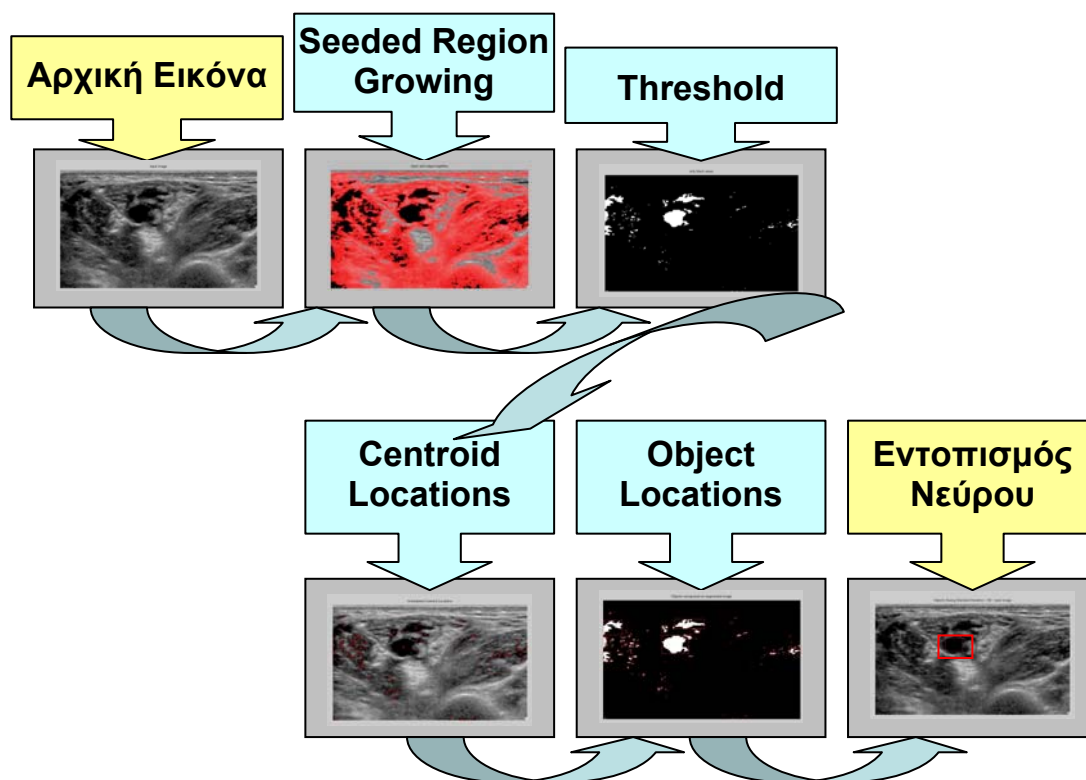 Αρχική Εικόνα
Seeded Region
Growing
Threshold
Centroid
Locations
Object
Locations
Εντοπισμός
Νεύρου